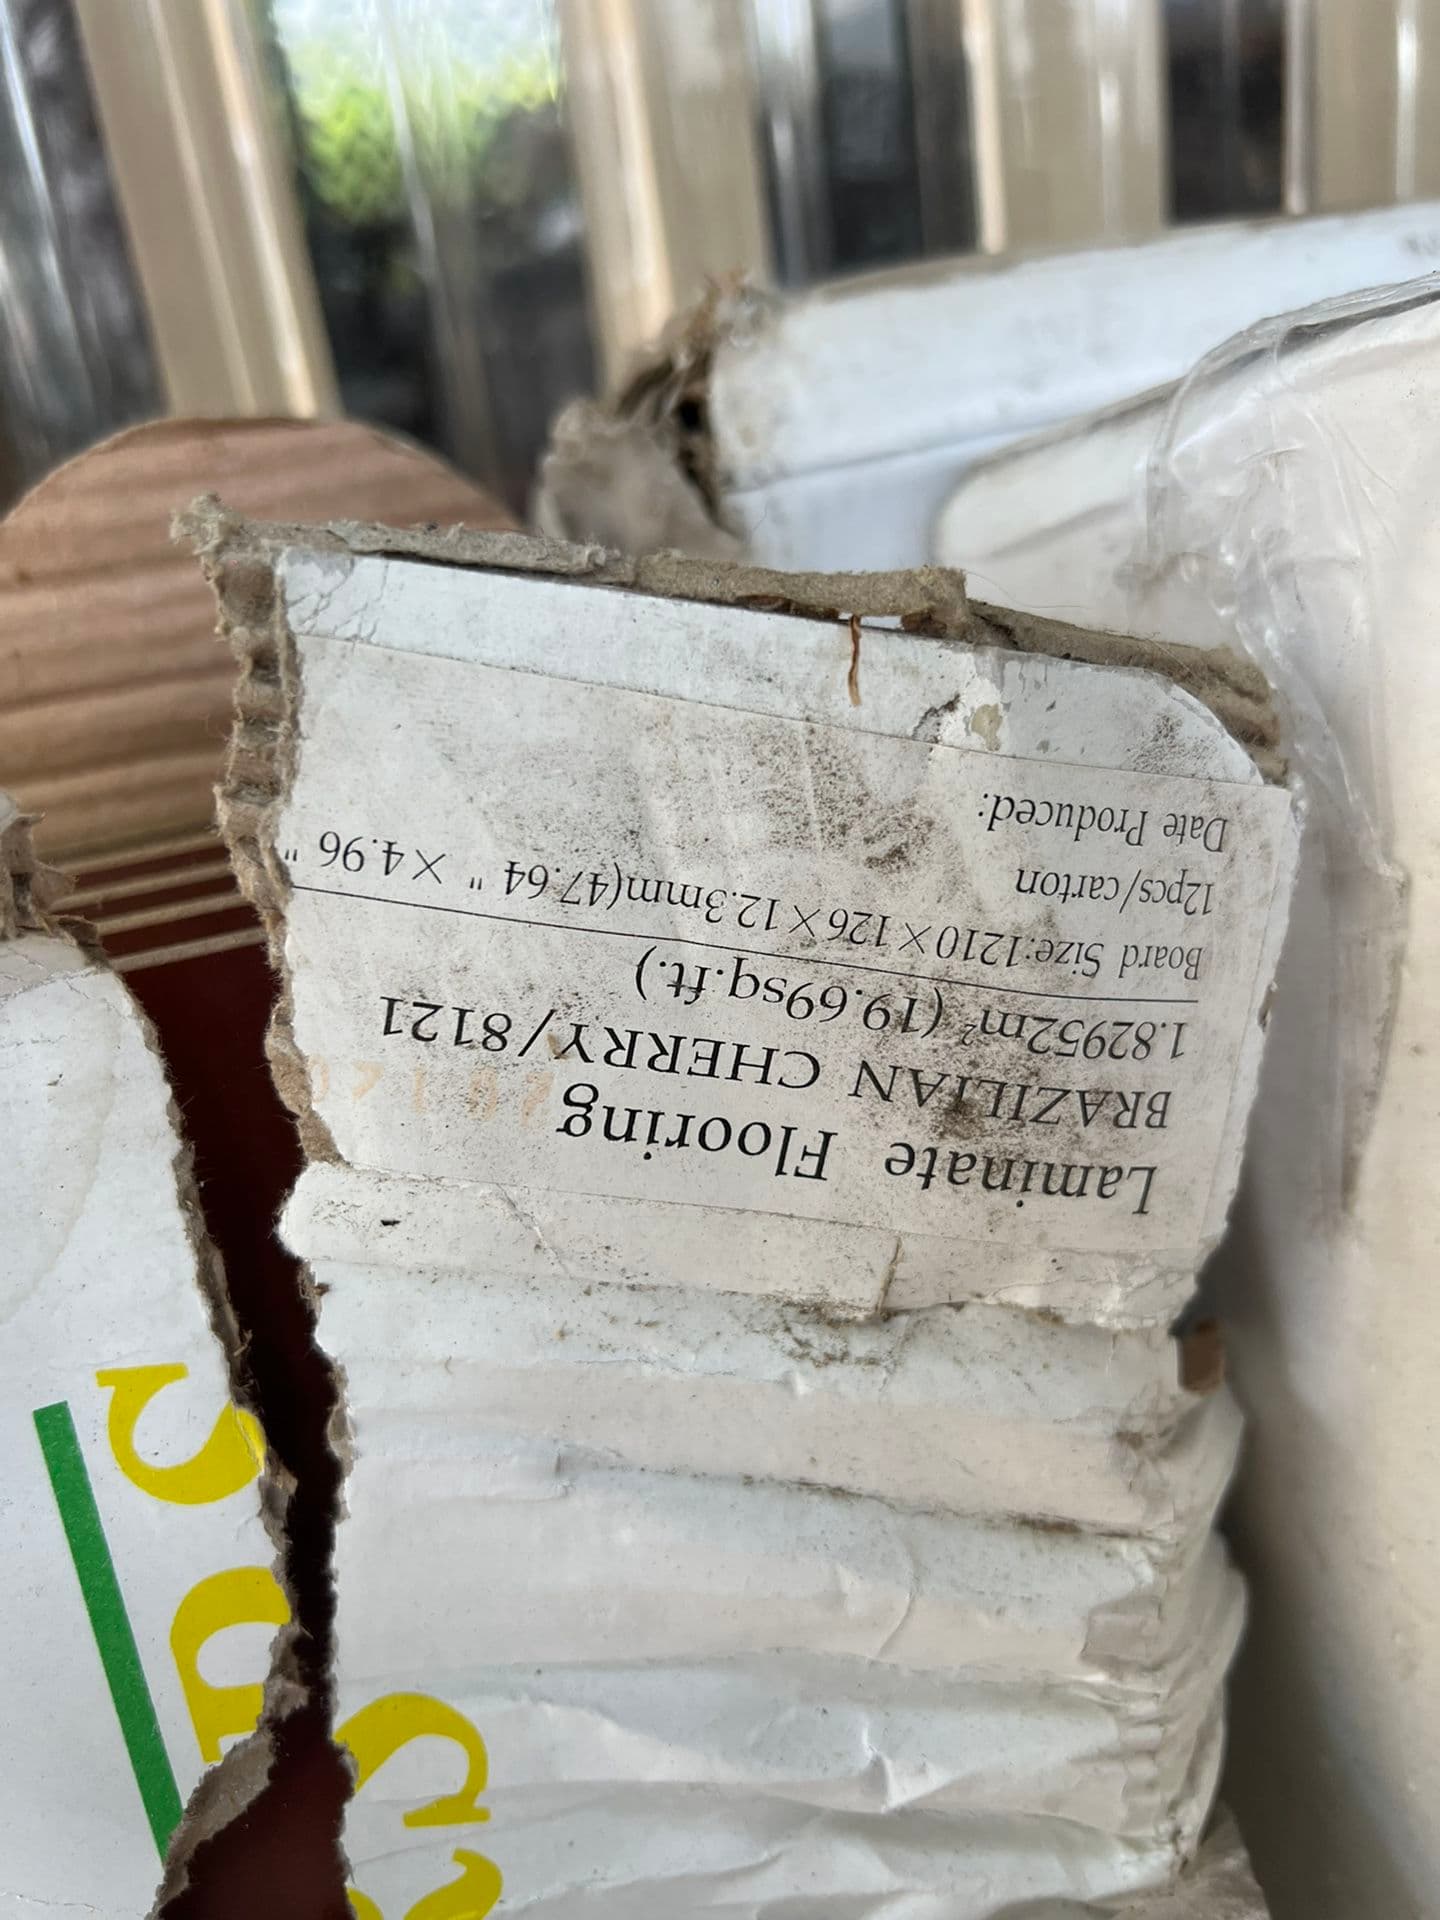 Laminate Flooring
BRAZILIAN CHERRY/8121
1.82952m² (19.69sq.ft.)
Board Size:1210×126×12.3mm(47.64 " ×4.96 "
12pcs/carton
Date Produced: